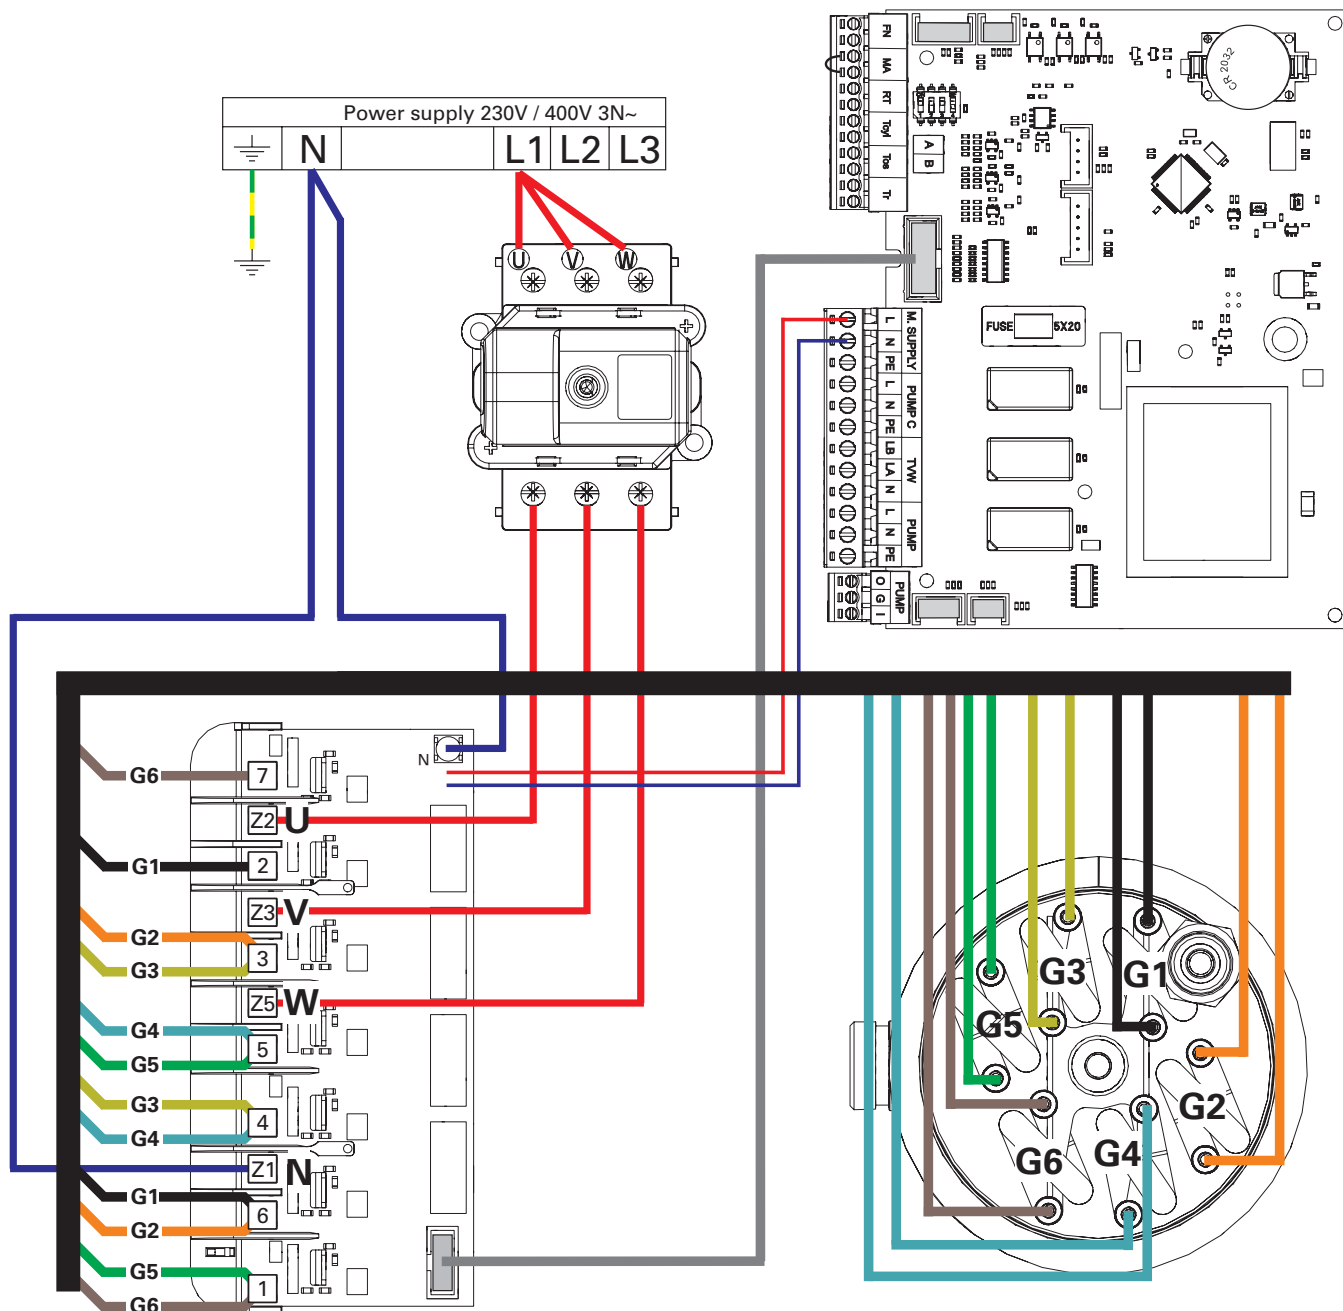 Power supply 230V / 400V 3N~
N L1 L2 L3
U V W
FN
MA
RT
Toyl
Tos
Tr
A
B
CR 2032
FUSE 5X20
M. SUPPLY
L
N
PE
PUMP C
L
N
PE
TVW
LB
LA
N
PUMP
L
N
PE
PUMP
O
G
I
N
G6 7
Z2 U
G1 2
Z3 V
G2
3
G3
Z5 W
G4
5
G5
G3
4
G4
Z1 N
G1
6
G2
G5
1
G6
G3 G1
G5
G2
G6 G4